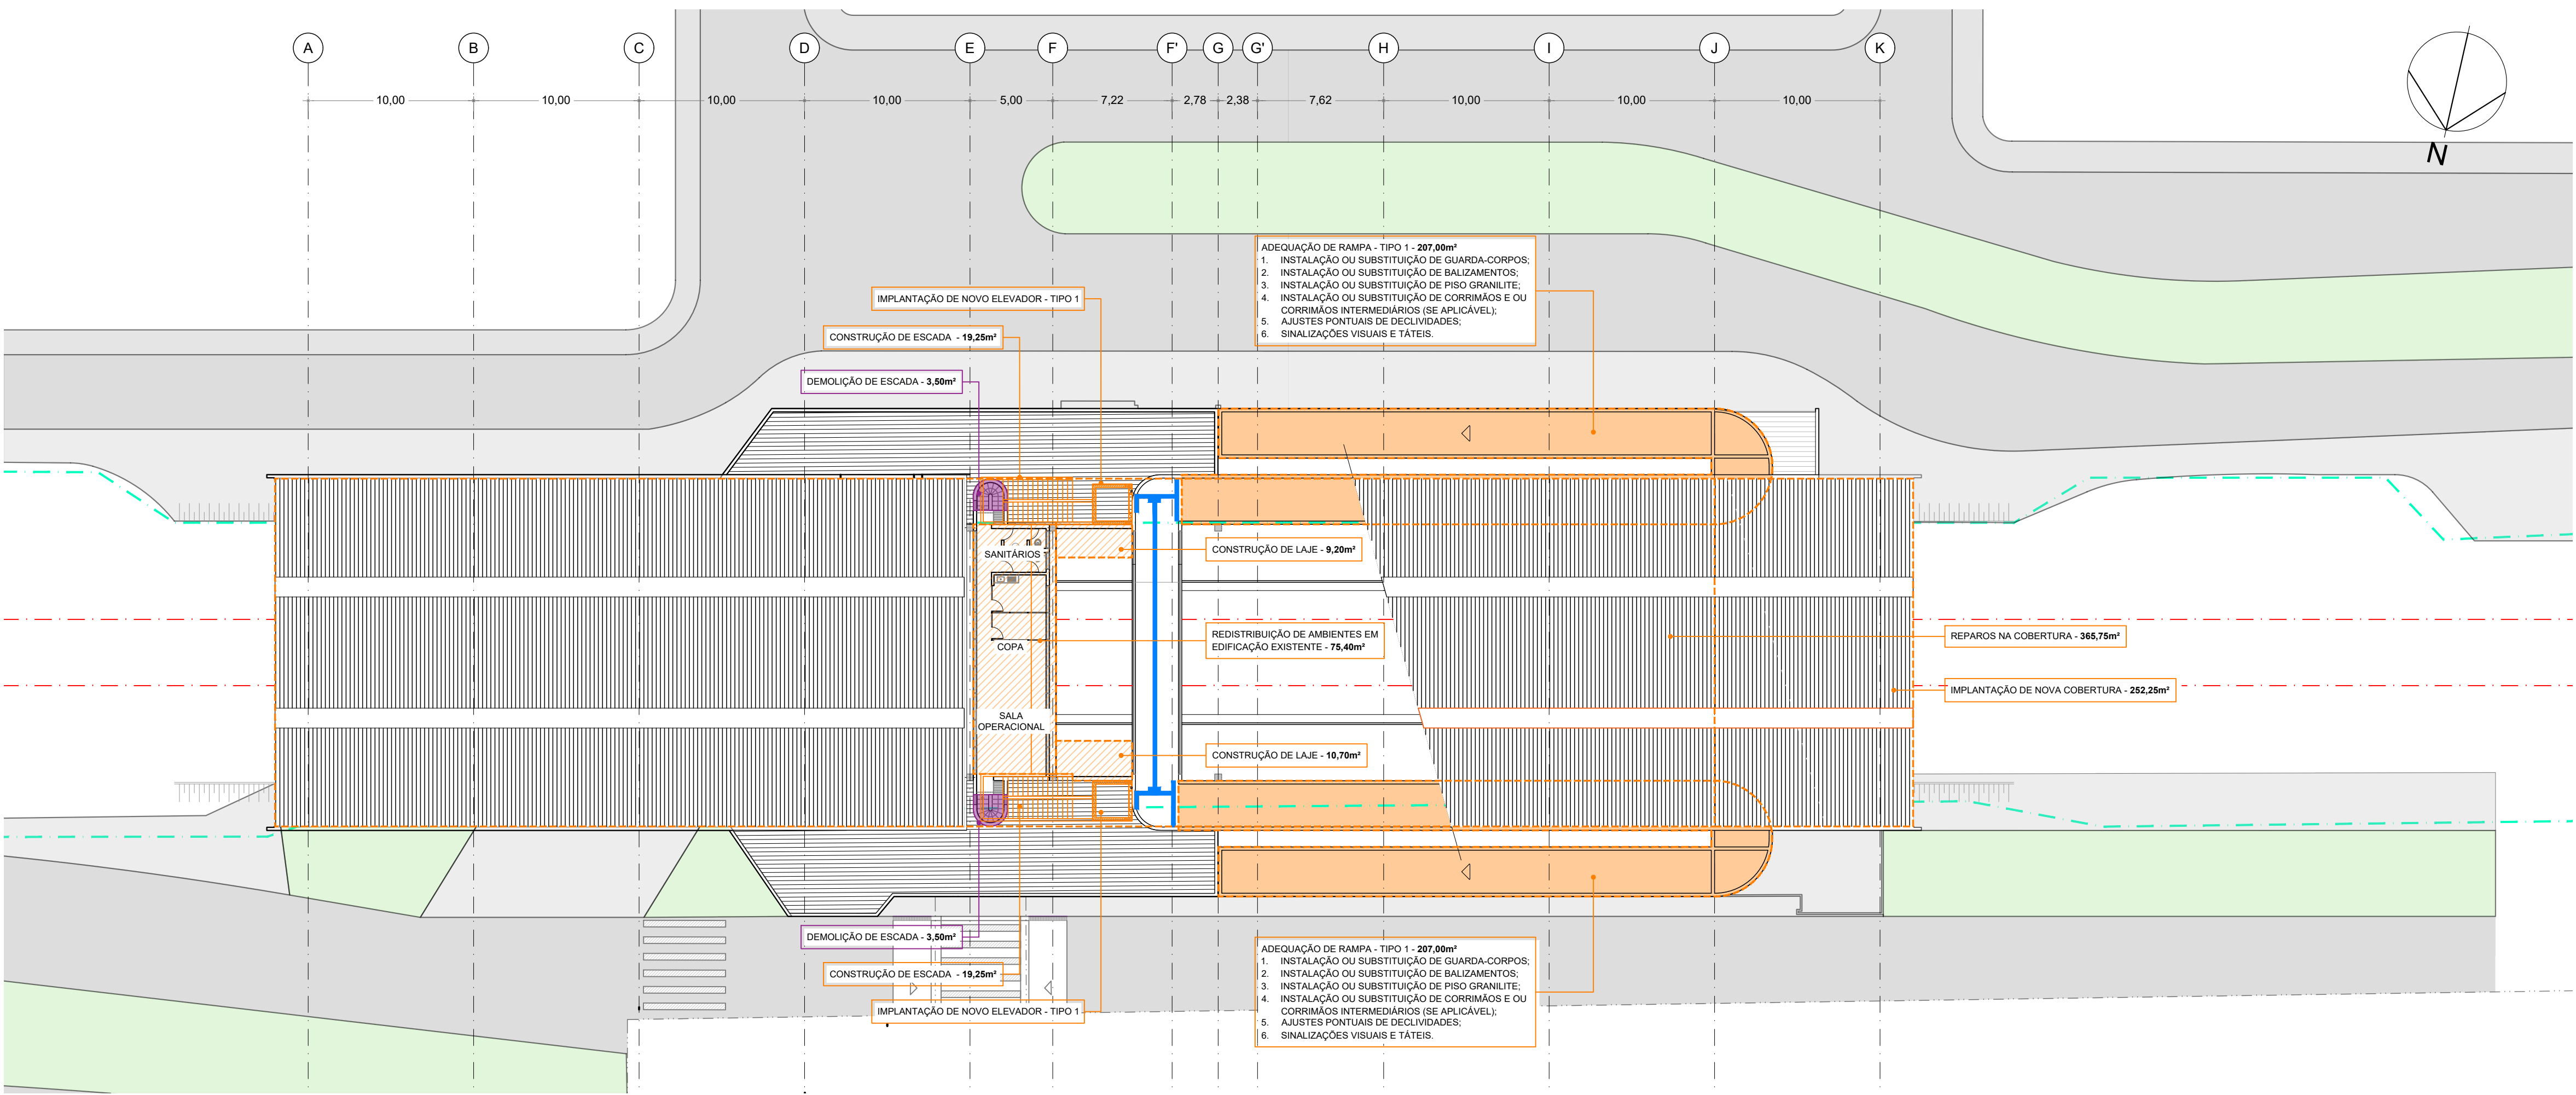 A B C D E F F' G G' H I J K
10,00 10,00 10,00 10,00 5,00 7,22 2,78 2,38 7,62 10,00 10,00 10,00
N
ADEQUAÇÃO DE RAMPA - TIPO 1 - 207,00m²
1. INSTALAÇÃO OU SUBSTITUIÇÃO DE GUARDA-CORPOS;
2. INSTALAÇÃO OU SUBSTITUIÇÃO DE BALIZAMENTOS;
3. INSTALAÇÃO OU SUBSTITUIÇÃO DE PISO GRANILITE;
4. INSTALAÇÃO OU SUBSTITUIÇÃO DE CORRIMÃOS E OU
CORRIMÃOS INTERMEDIÁRIOS (SE APLICÁVEL);
5. AJUSTES PONTUAIS DE DECLIVIDADES;
6. SINALIZAÇÕES VISUAIS E TÁTEIS.
IMPLANTAÇÃO DE NOVO ELEVADOR - TIPO 1
CONSTRUÇÃO DE ESCADA - 19,25m²
DEMOLIÇÃO DE ESCADA - 3,50m²
SANITÁRIOS
CONSTRUÇÃO DE LAJE - 9,20m²
REDISTRIBUIÇÃO DE AMBIENTES EM
EDIFICAÇÃO EXISTENTE - 75,40m²
COPA
REPAROS NA COBERTURA - 365,75m²
IMPLANTAÇÃO DE NOVA COBERTURA - 252,25m²
SALA
OPERACIONAL
CONSTRUÇÃO DE LAJE - 10,70m²
DEMOLIÇÃO DE ESCADA - 3,50m²
CONSTRUÇÃO DE ESCADA - 19,25m²
IMPLANTAÇÃO DE NOVO ELEVADOR - TIPO 1
ADEQUAÇÃO DE RAMPA - TIPO 1 - 207,00m²
1. INSTALAÇÃO OU SUBSTITUIÇÃO DE GUARDA-CORPOS;
2. INSTALAÇÃO OU SUBSTITUIÇÃO DE BALIZAMENTOS;
3. INSTALAÇÃO OU SUBSTITUIÇÃO DE PISO GRANILITE;
4. INSTALAÇÃO OU SUBSTITUIÇÃO DE CORRIMÃOS E OU
CORRIMÃOS INTERMEDIÁRIOS (SE APLICÁVEL);
5. AJUSTES PONTUAIS DE DECLIVIDADES;
6. SINALIZAÇÕES VISUAIS E TÁTEIS.